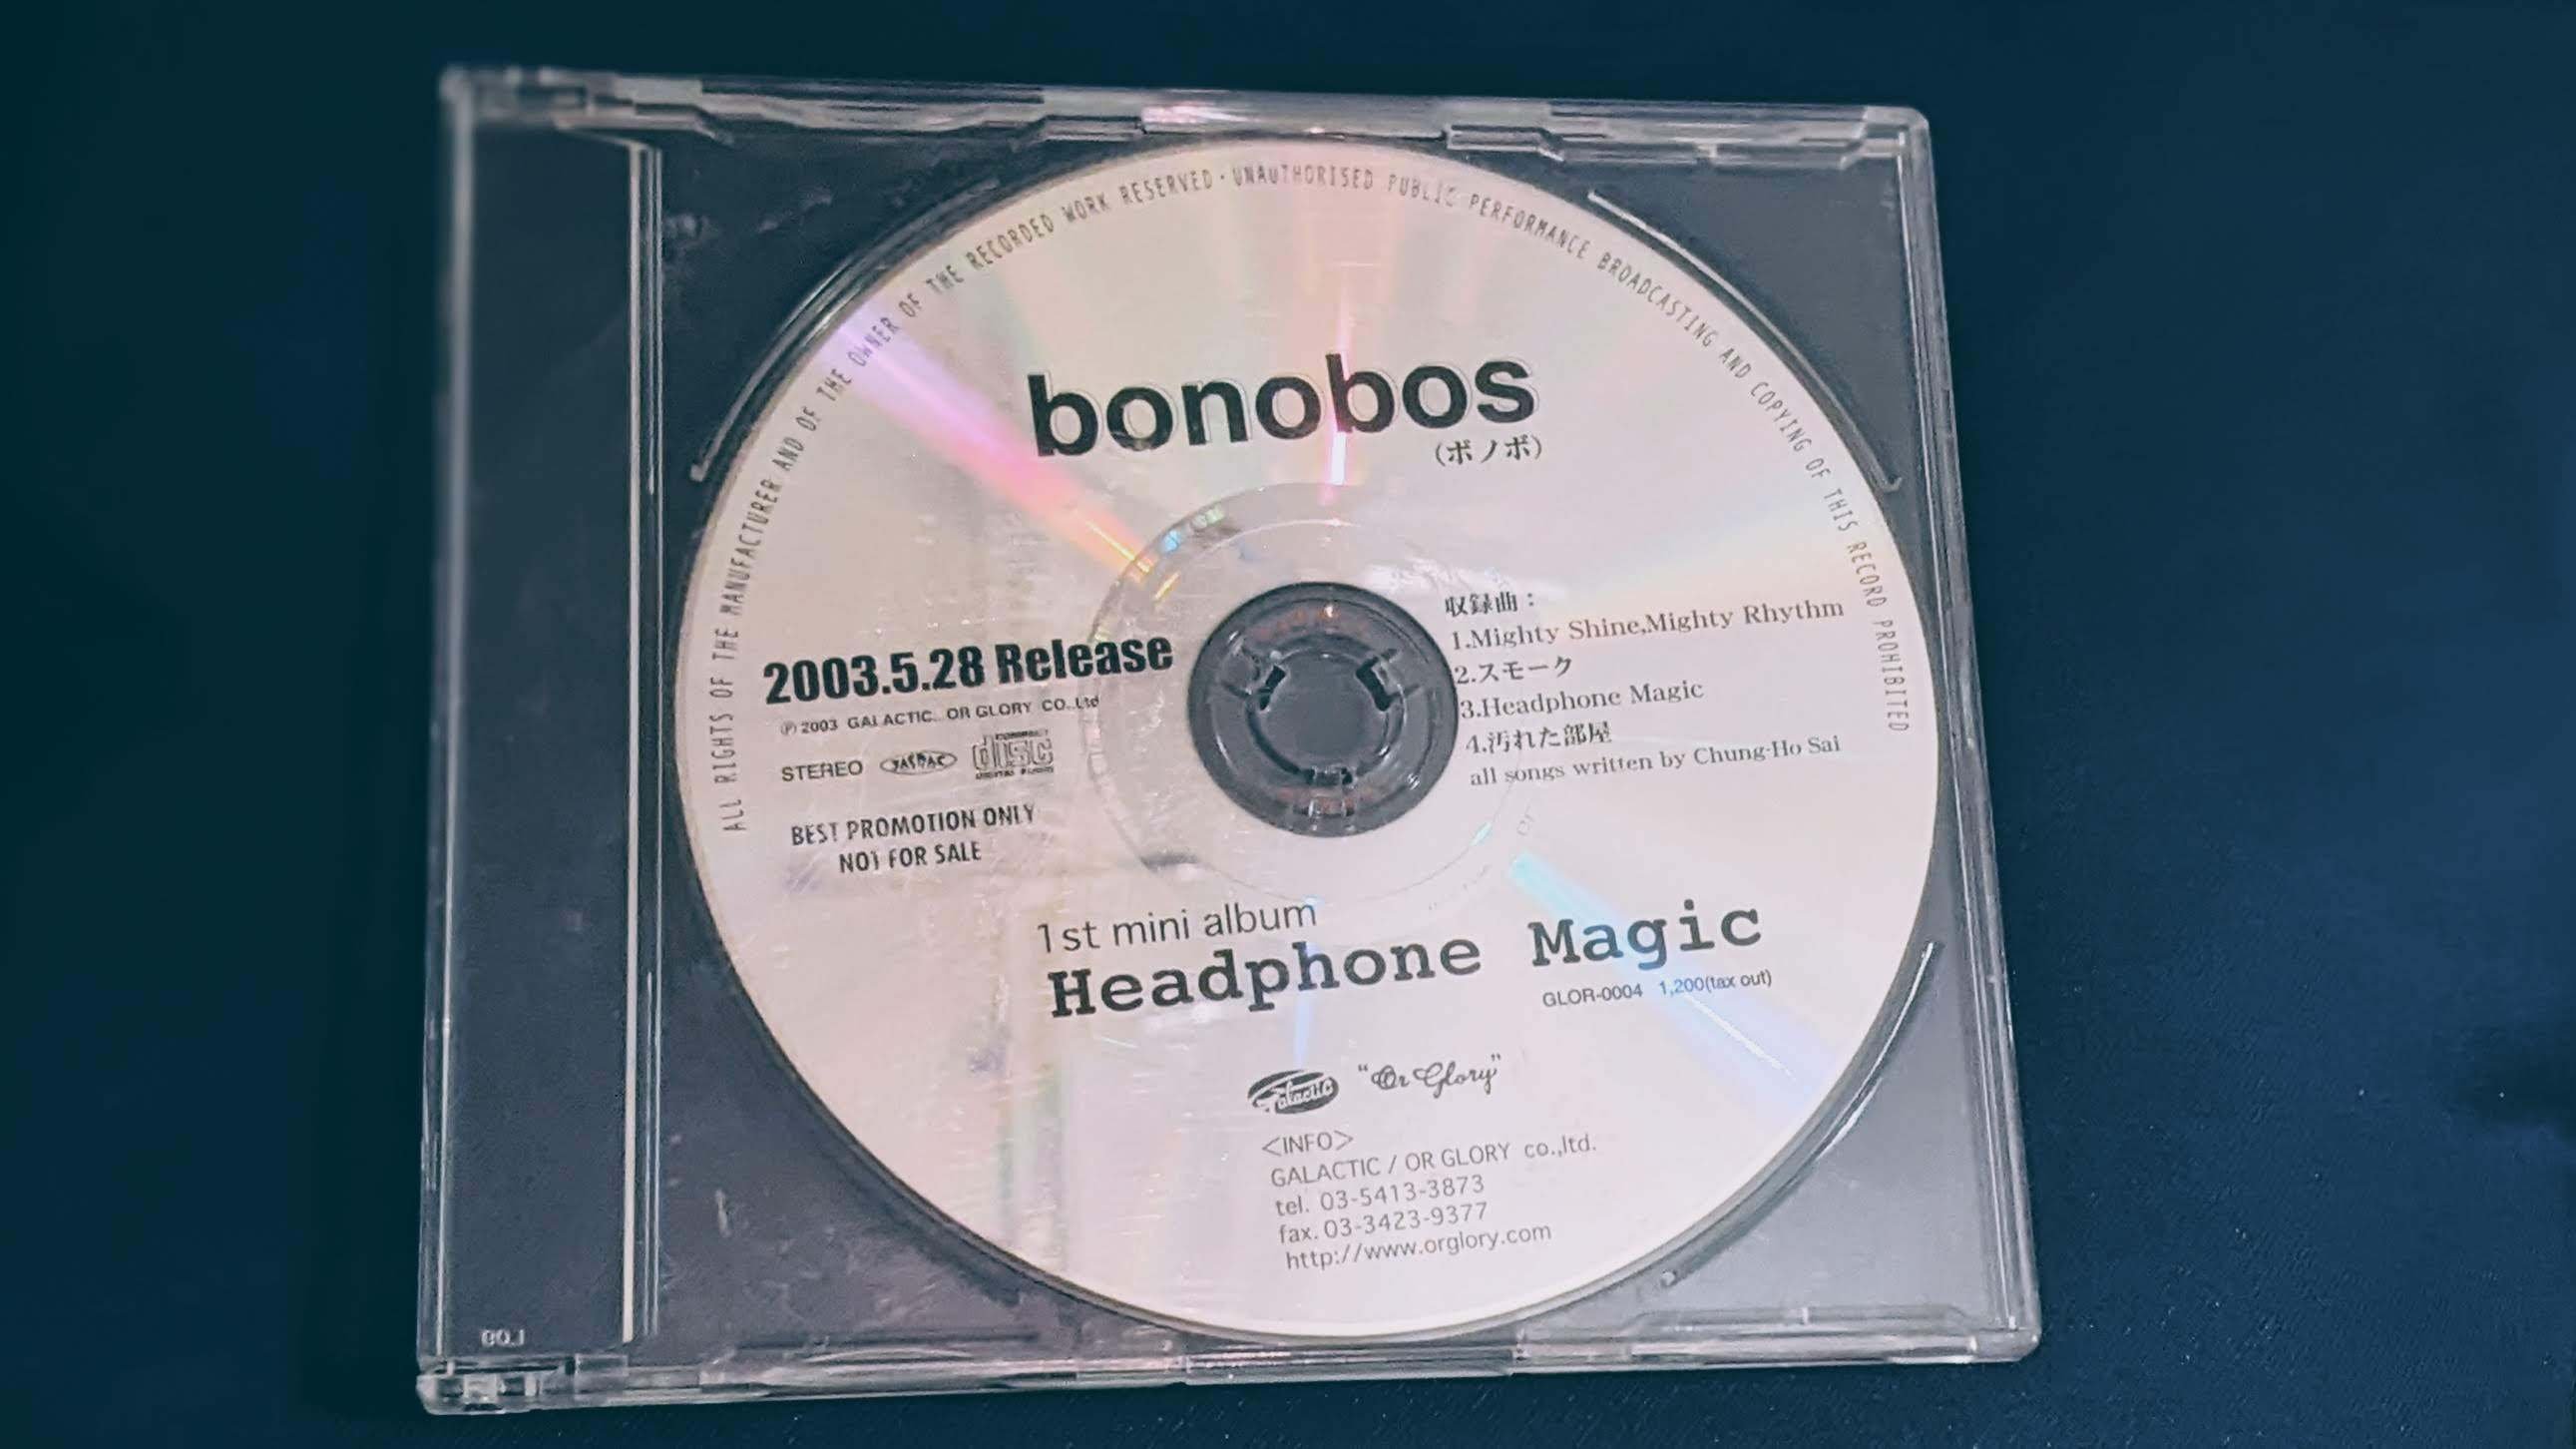 ALL RIGHTS OF THE MANUFACTURER AND OF THE OWNER OF THE RECORDED WORK RESERVED・UNAUTHORISED PUBLIC PERFORMANCE BROADCASTING AND COPYING OF THIS RECORD PROHIBITED
bonobos
(ボノボ)
2003.5.28 Release
Ⓟ 2003 GALACTIC. OR GLORY CO.,Ltd
STEREO JASRAC COMPACT disc DIGITAL AUDIO
BEST PROMOTION ONLY
NOT FOR SALE
収録曲：
1.Mighty Shine,Mighty Rhythm
2.スモーク
3.Headphone Magic
4.汚れた部屋
all songs written by Chung-Ho Sai
1st mini album
Headphone Magic
GLOR-0004 1,200(tax out)
Galactic "Or Glory"
<INFO>
GALACTIC / OR GLORY co.,ltd.
tel. 03-5413-3873
fax. 03-3423-9377
http://www.orglory.com